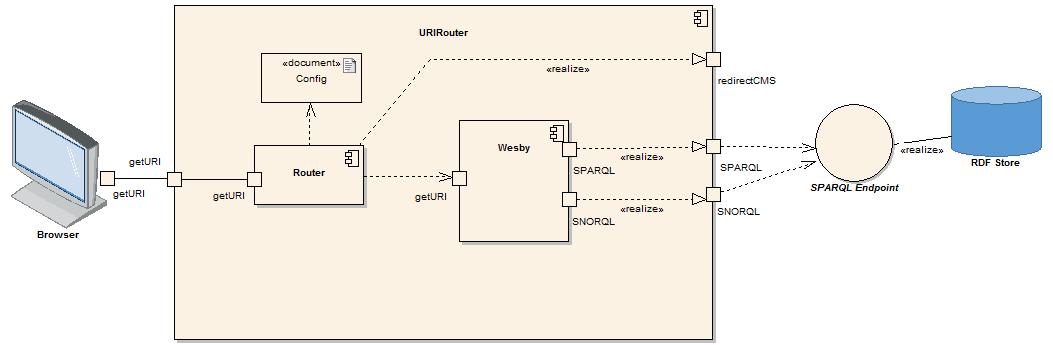 URIRouter
«document»
Config
«realize»
redirectCMS
getURI
getURI
getURI
Router
getURI
Wesby
«realize»
SPARQL
SPARQL
«realize»
SNORQL
SNORQL
Browser
SPARQL Endpoint
«realize»
RDF Store